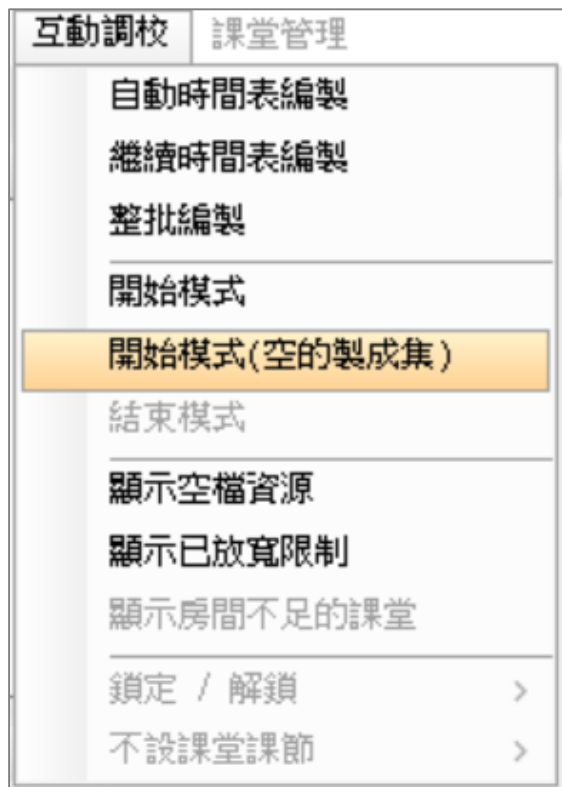 互動調校 課堂管理
自動時間表編製
繼續時間表編製
整批編製
開始模式
開始模式(空的製成集)
結束模式
顯示空檔資源
顯示已放寬限制
顯示房間不足的課堂
鎖定 / 解鎖
不設課堂課節